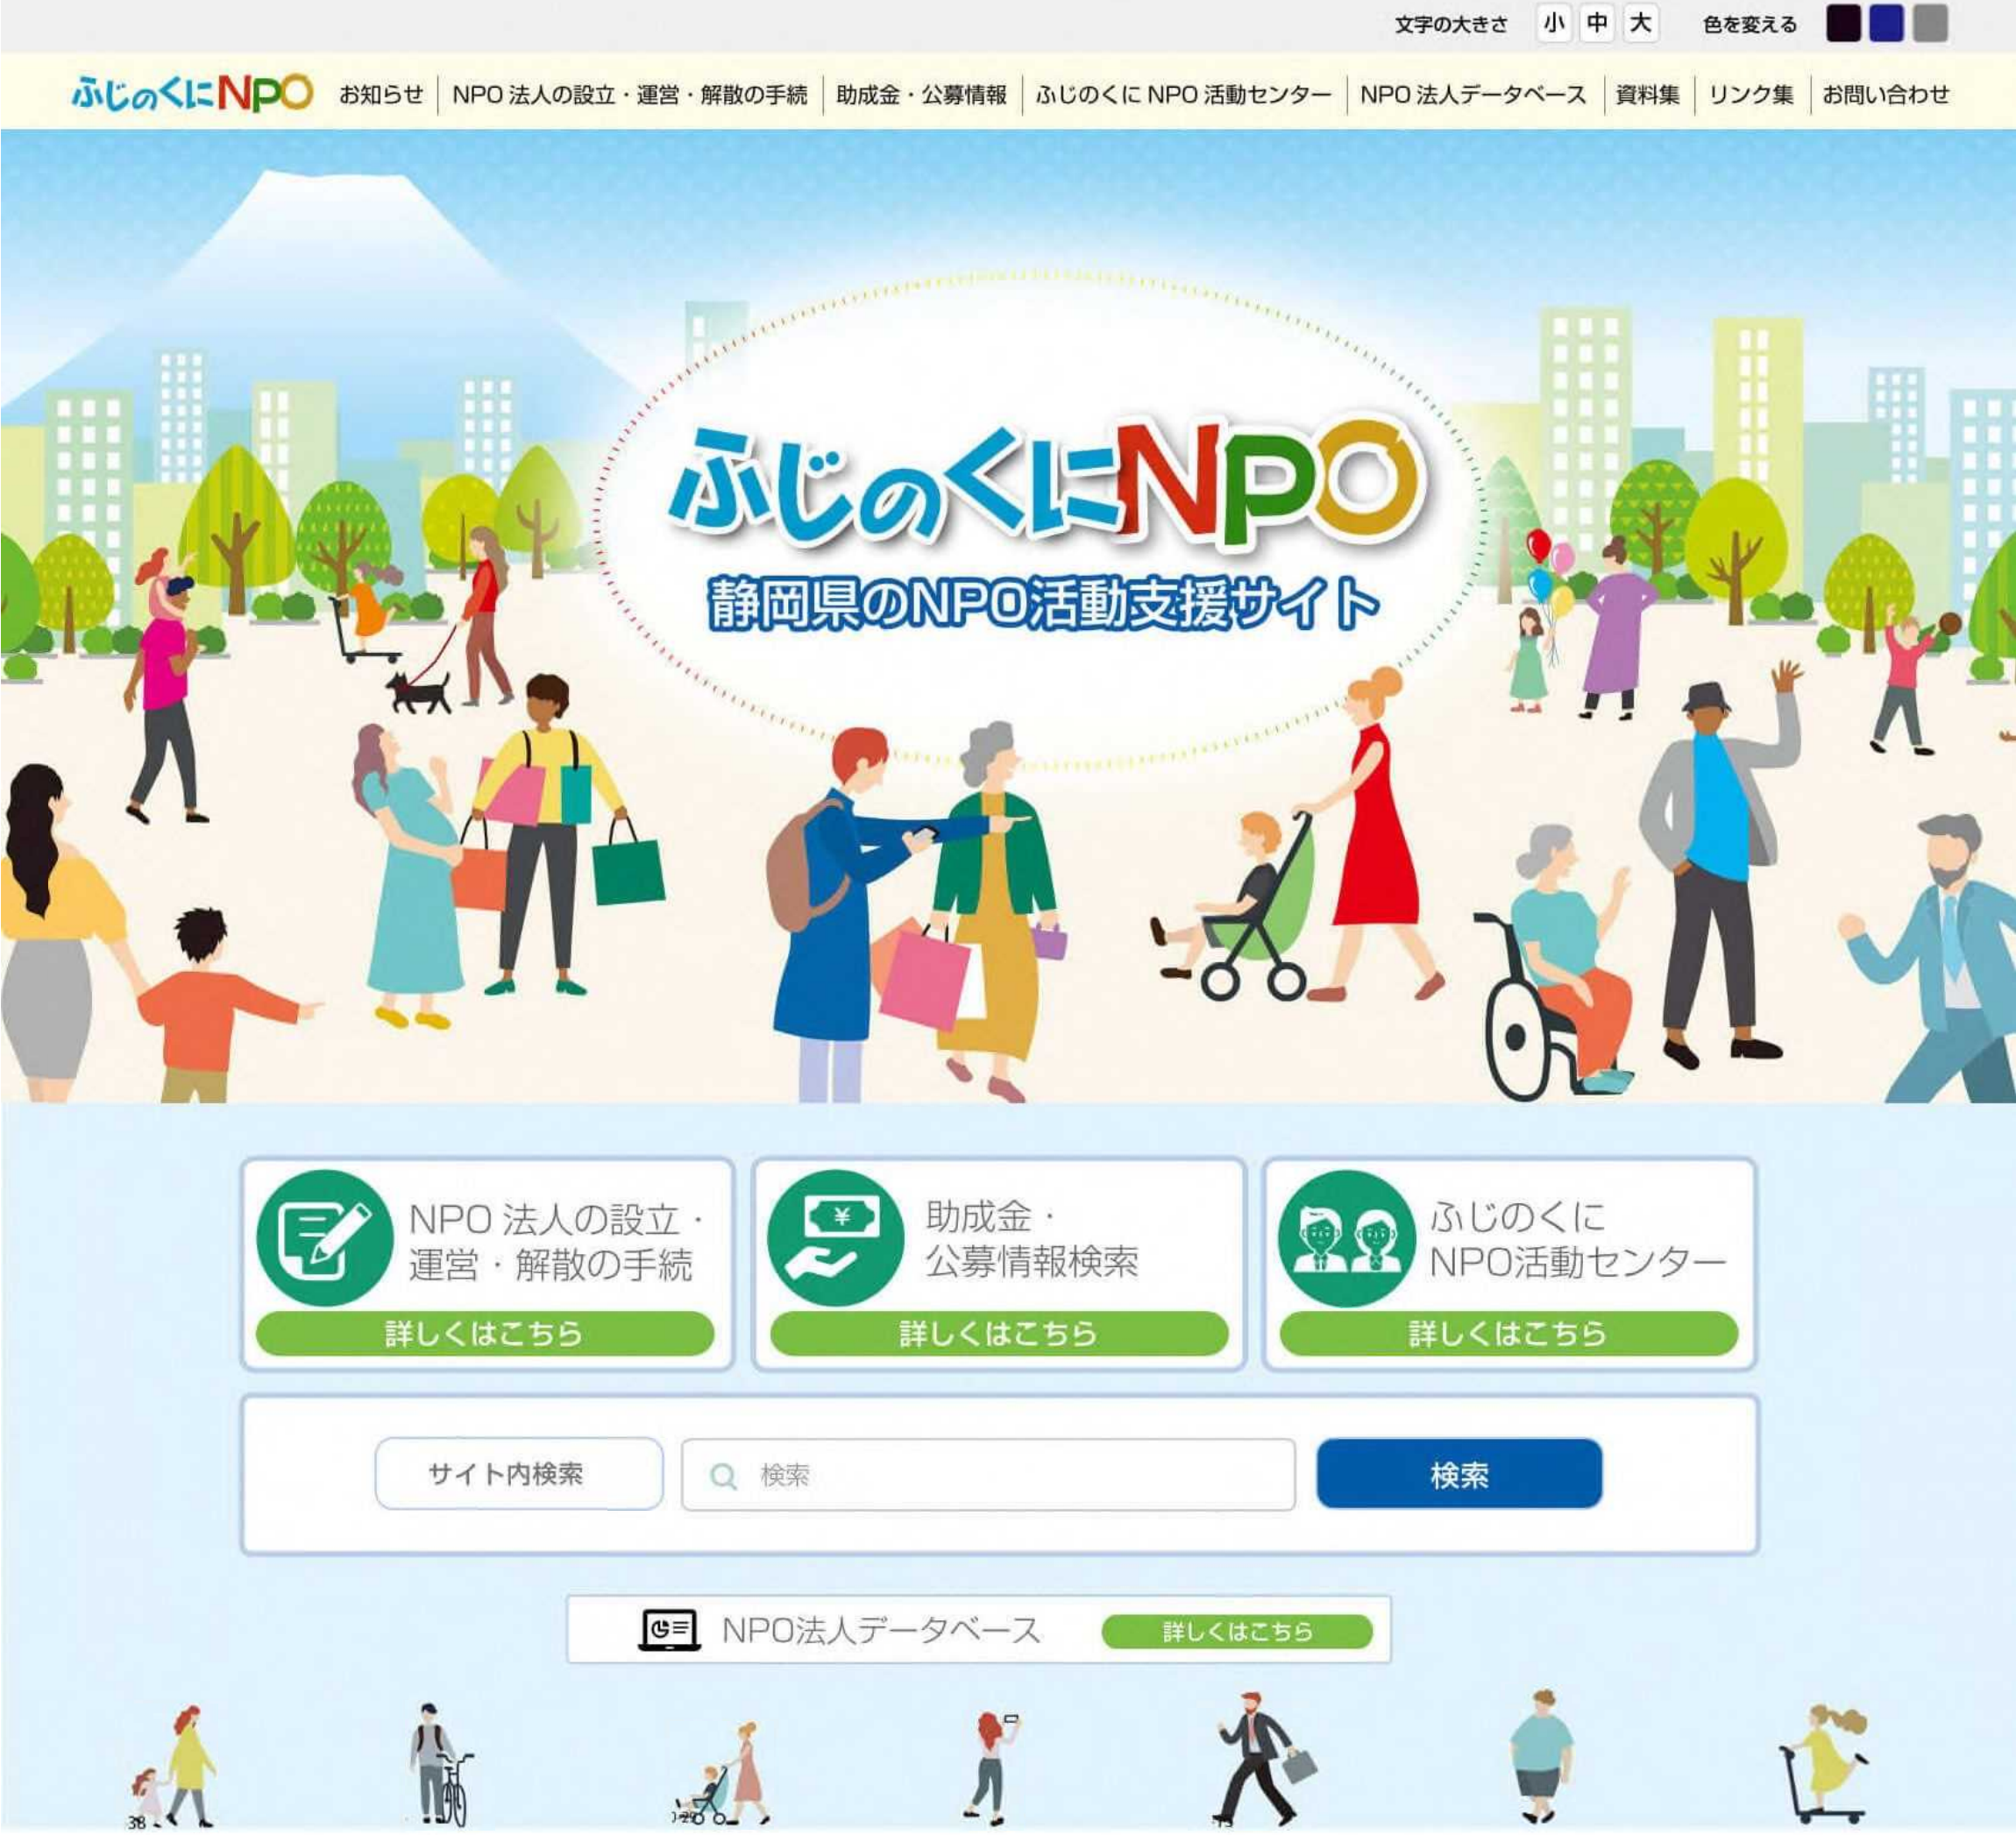 文字の大きさ 小 中 大 色を変える
ふじのくにNPO お知らせ NPO法人の設立・運営・解散の手続 助成金・公募情報 ふじのくにNPO活動センター NPO法人データベース 資料集 リンク集 お問い合わせ
ふじのくにNPO
静岡県のNPO活動支援サイト
NPO法人の設立・
運営・解散の手続
詳しくはこちら
助成金・
公募情報検索
詳しくはこちら
ふじのくに
NPO活動センター
詳しくはこちら
サイト内検索 検索 検索
NPO法人データベース 詳しくはこちら
38